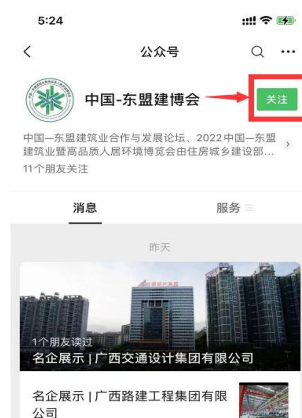 5:24
公众号
中国-东盟建博会
关注
中国—东盟建筑业合作与发展论坛、2022中国—东盟
建筑业暨高品质人居环境博览会由住房城乡建设部...
11个朋友关注
消息
服务
昨天
1个朋友读过
名企展示 | 广西交通设计集团有限公司
名企展示 | 广西路建工程集团有限
公司